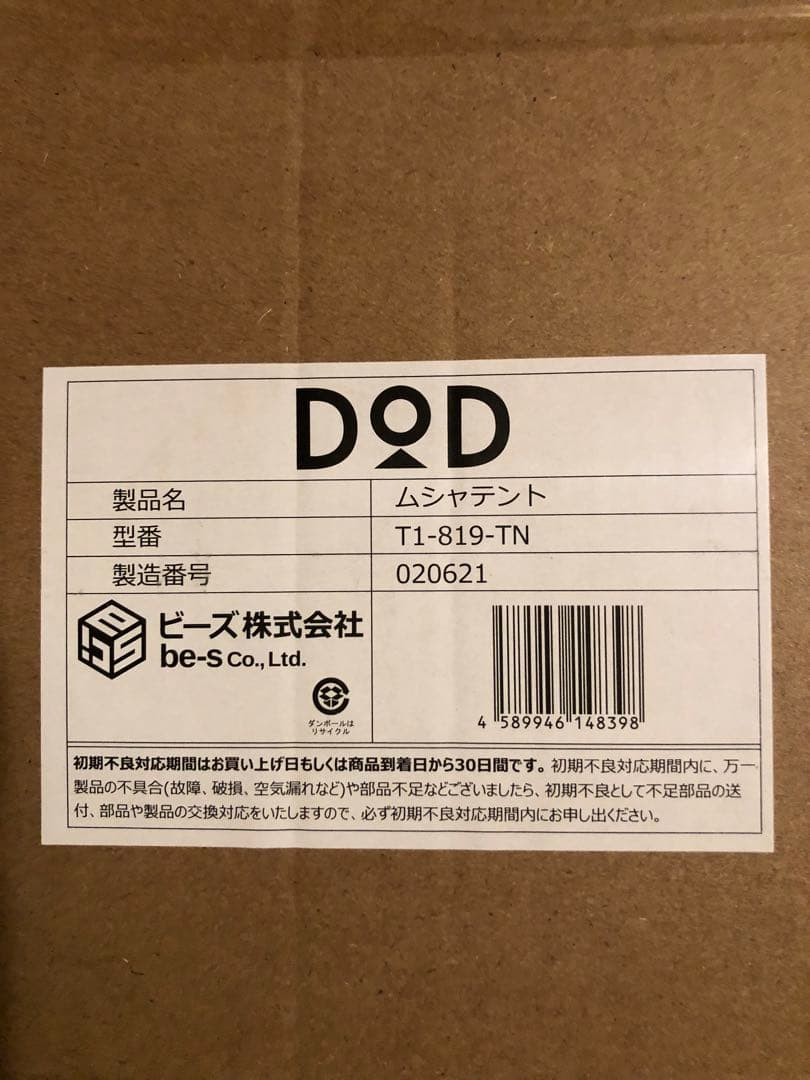 DOD
製品名 ムシャテント
型番 T1-819-TN
製造番号 020621
ビーズ株式会社
be-s Co., Ltd.
ダンボールは
リサイクル
4 589946 148398
初期不良対応期間はお買い上げ日もしくは商品到着日から30日間です。初期不良対応期間内に、万一
製品の不具合(故障、破損、空気漏れなど)や部品不足などございましたら、初期不良として不足部品の送
付、部品や製品の交換対応をいたしますので、必ず初期不良対応期間内にお申し出ください。